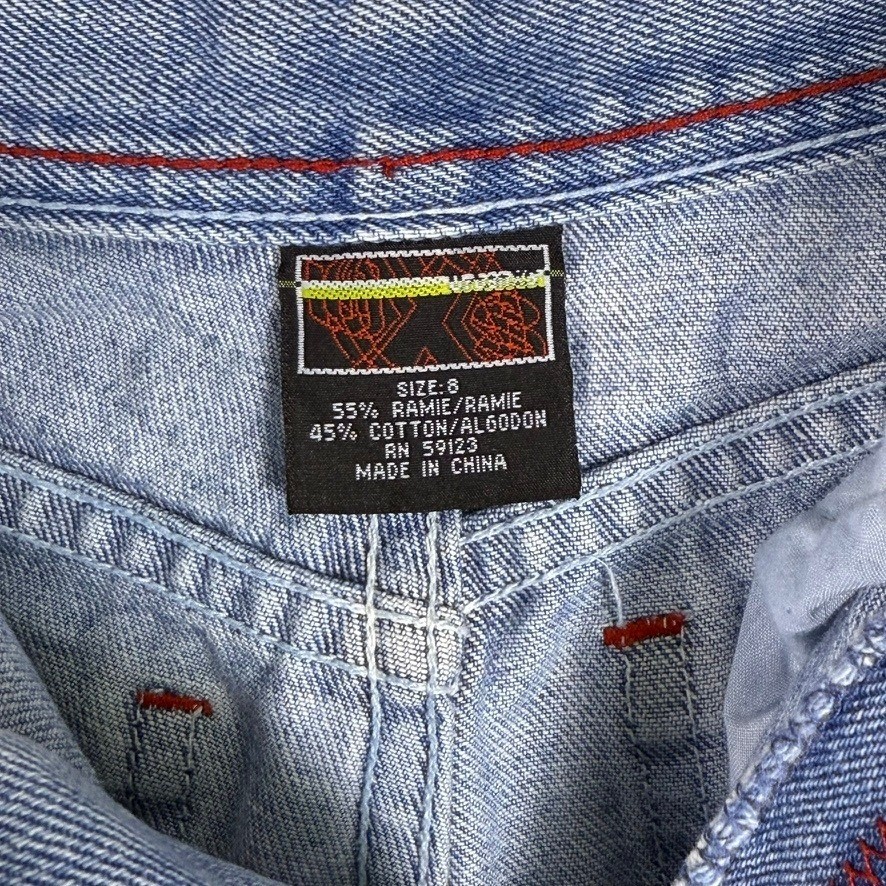 SIZE:8
55% RAMIE/RAMIE
45% COTTON/ALGODON
RN 59123
MADE IN CHINA